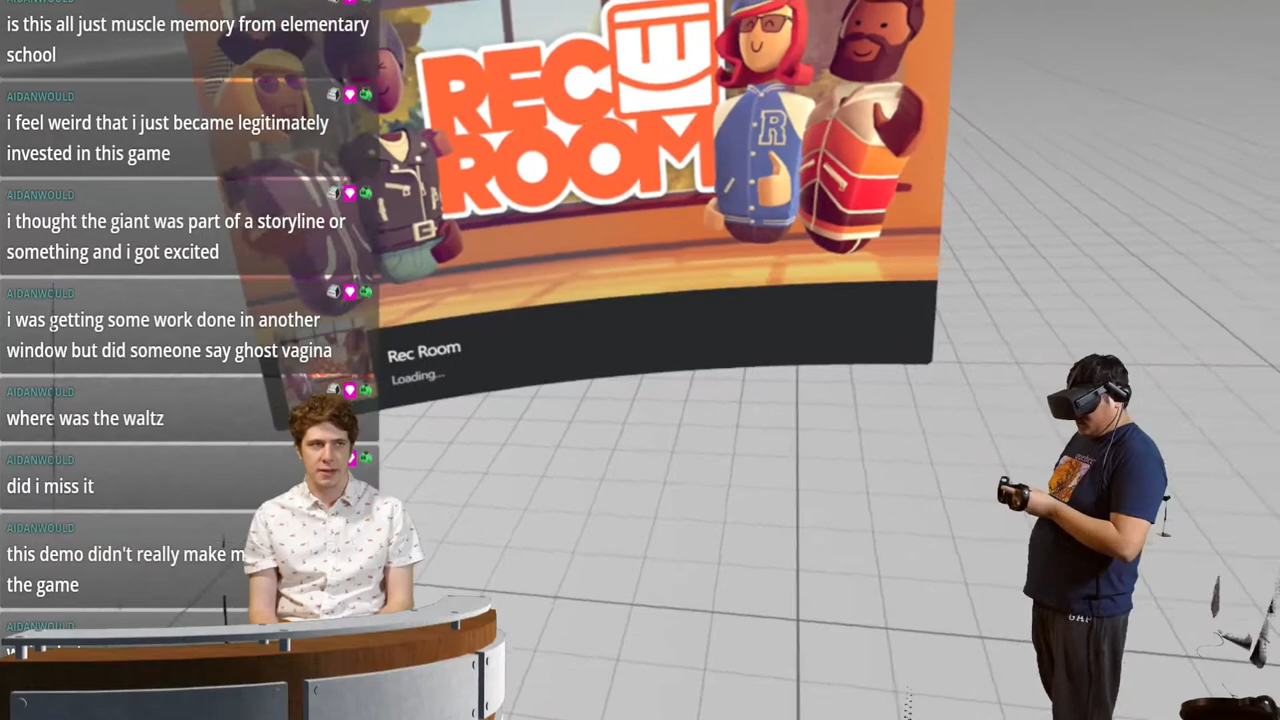 is this all just muscle memory from elementary
school
AIDANWOULD
i feel weird that i just became legitimately
invested in this game
AIDANWOULD
i thought the giant was part of a storyline or
something and i got excited
AIDANWOULD
i was getting some work done in another
window but did someone say ghost vagina
AIDANWOULD
where was the waltz
AIDANWOULD
did i miss it
AIDANWOULD
this demo didn't really make
the game
AIDANWOULD
REC
ROOM
R
Rec Room
Loading...
GAP